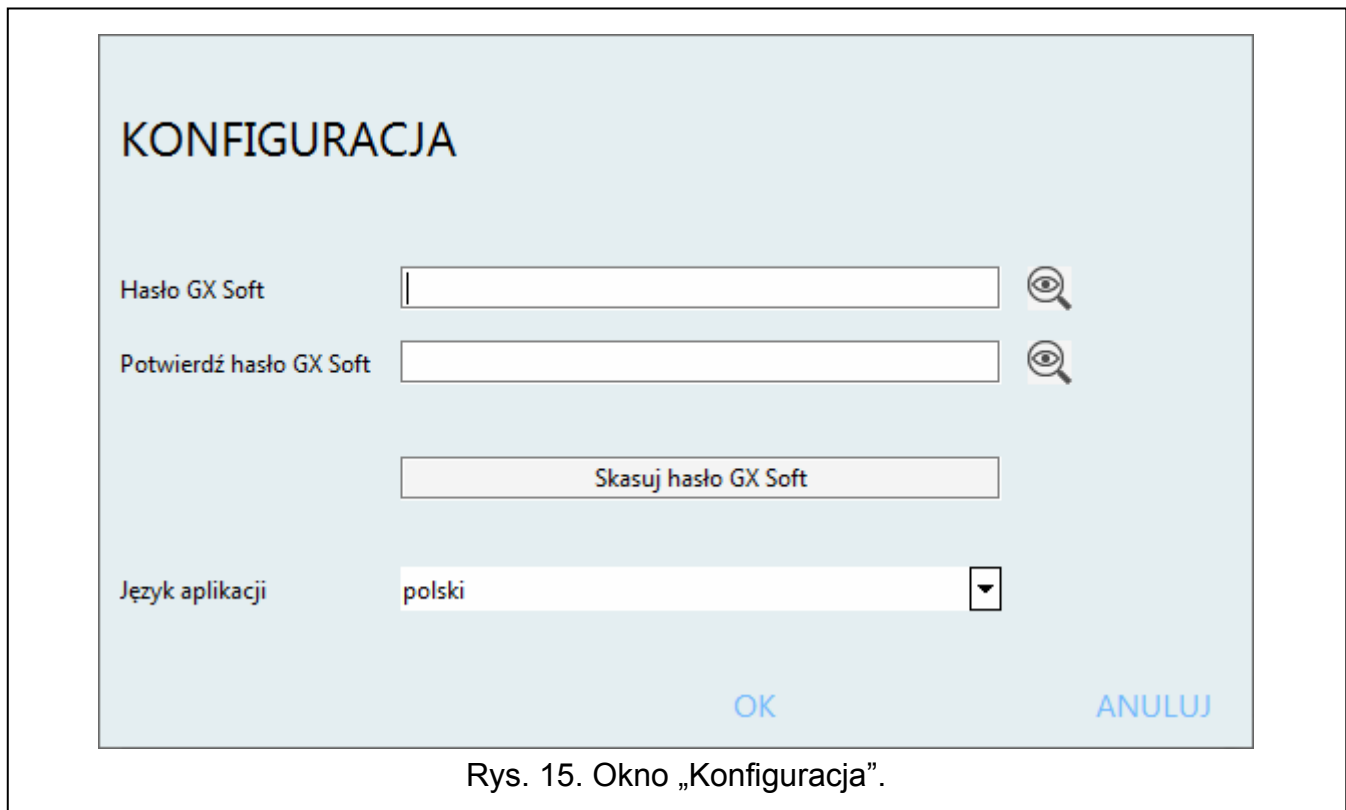 KONFIGURACJA
Hasło GX Soft
Potwierdź hasło GX Soft
Skasuj hasło GX Soft
Język aplikacji polski
OK ANULUJ
Rys. 15. Okno „Konfiguracja”.